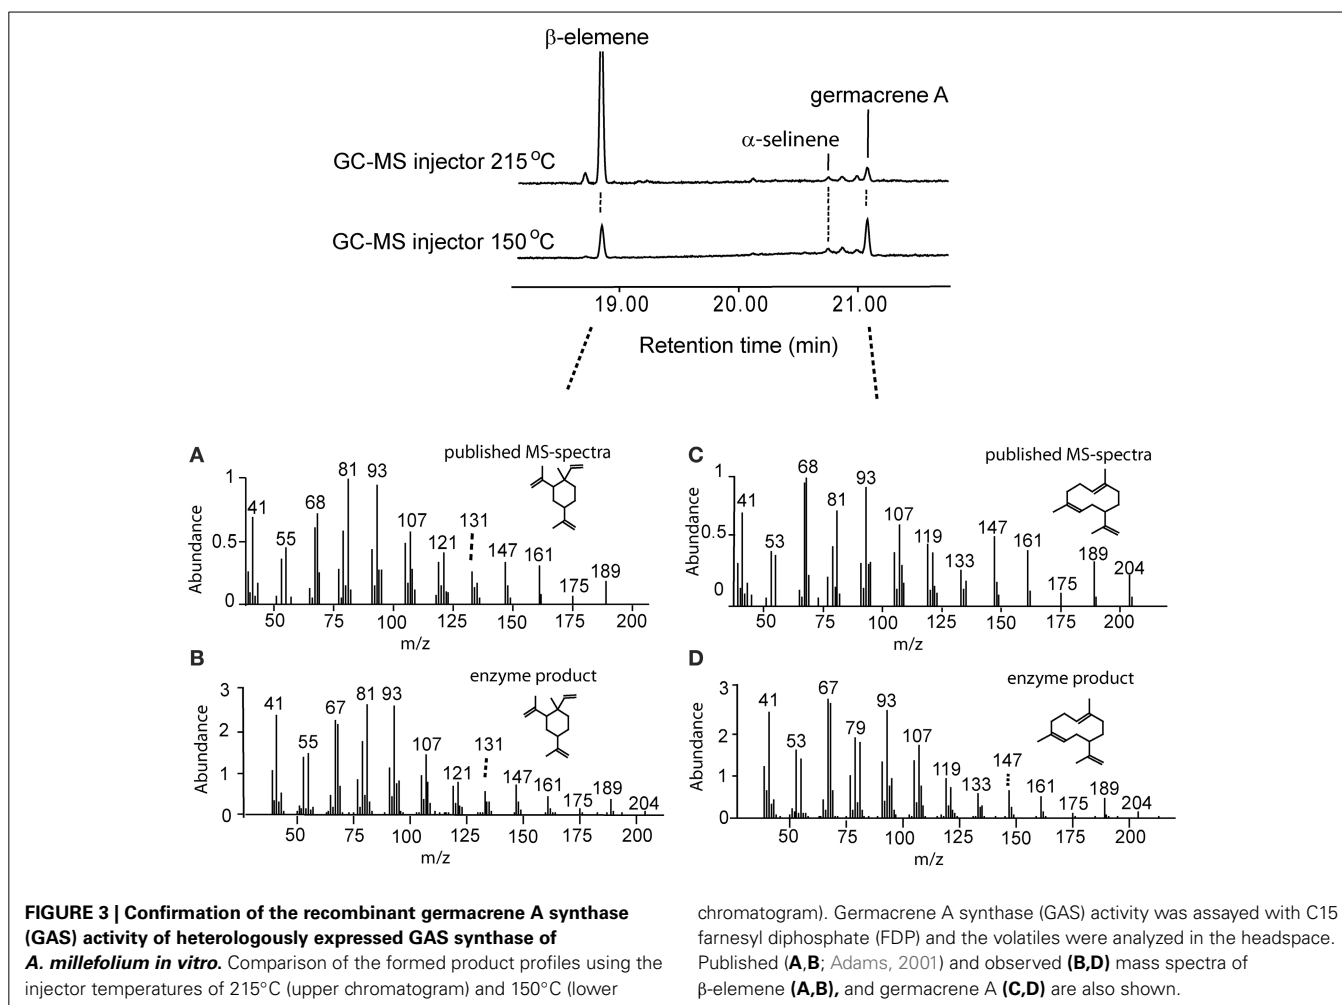 β-elemene
germacrene A
α-selinene
GC-MS injector 215 °C
GC-MS injector 150 °C
19.00 20.00 21.00
Retention time (min)
A
published MS-spectra
1
0.5
0
Abundance
41 55 68 81 93 107 121 131 147 161 175 189
50 75 100 125 150 175 200
m/z
C
published MS-spectra
1
0.5
0
Abundance
41 53 68 81 93 107 119 133 147 161 175 189 204
50 75 100 125 150 175 200
m/z
B
enzyme product
3
2
1
0
Abundance
41 55 67 81 93 107 121 131 147 161 175 189 204
50 75 100 125 150 175 200
m/z
D
enzyme product
3
2
1
0
Abundance
41 53 67 79 93 107 119 133 147 161 175 189 204
50 75 100 125 150 175 200
m/z
FIGURE 3 | Confirmation of the recombinant germacrene A synthase
(GAS) activity of heterologously expressed GAS synthase of
A. millefolium in vitro. Comparison of the formed product profiles using the
injector temperatures of 215°C (upper chromatogram) and 150°C (lower
chromatogram). Germacrene A synthase (GAS) activity was assayed with C15
farnesyl diphosphate (FDP) and the volatiles were analyzed in the headspace.
Published (A,B; Adams, 2001) and observed (B,D) mass spectra of
β-elemene (A,B), and germacrene A (C,D) are also shown.